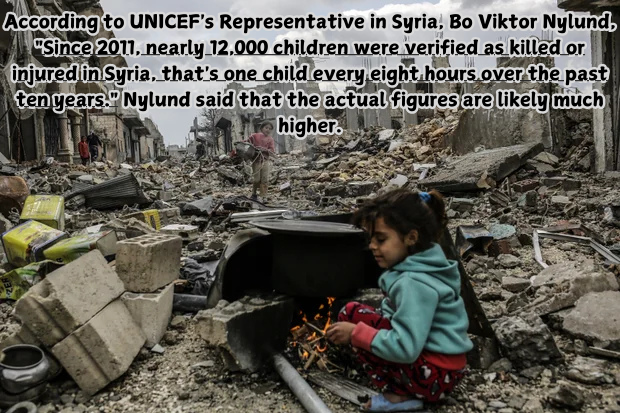 According to UNICEF's Representative in Syria, Bo Viktor Nylund,
"Since 2011, nearly 12,000 children were verified as killed or
injured in Syria, that's one child every eight hours over the past
ten years." Nylund said that the actual figures are likely much
higher.